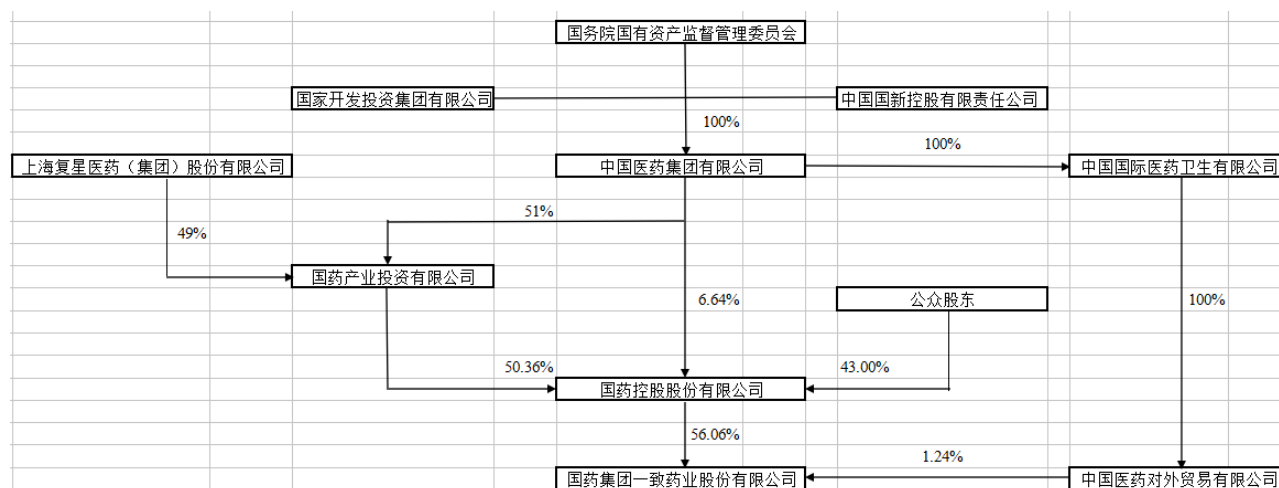 国务院国有资产监督管理委员会
国家开发投资集团有限公司
中国国新控股有限责任公司
100%
上海复星医药（集团）股份有限公司
中国医药集团有限公司
100%
中国国际医药卫生有限公司
51%
49%
国药产业投资有限公司
6.64%
公众股东
100%
50.36%
43.00%
国药控股股份有限公司
56.06%
国药集团一致药业股份有限公司
1.24%
中国医药对外贸易有限公司